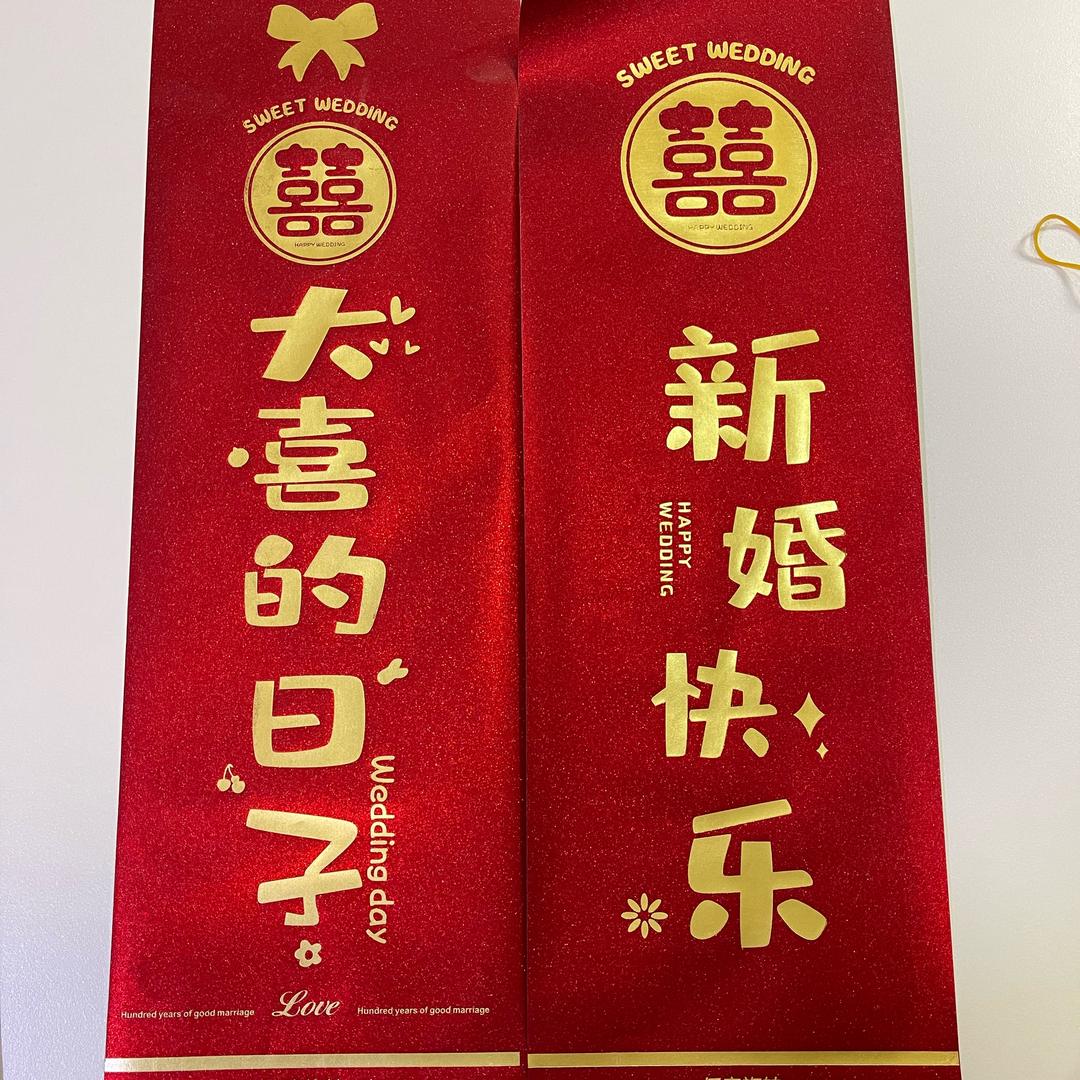 SWEET WEDDING
囍
HAPPY WEDDING
大喜的日子
Wedding day
Hundred years of good marriage
Love
Hundred years of good marriage
SWEET WEDDING
囍
HAPPY WEDDING
新婚快乐
HAPPY
WEDDING